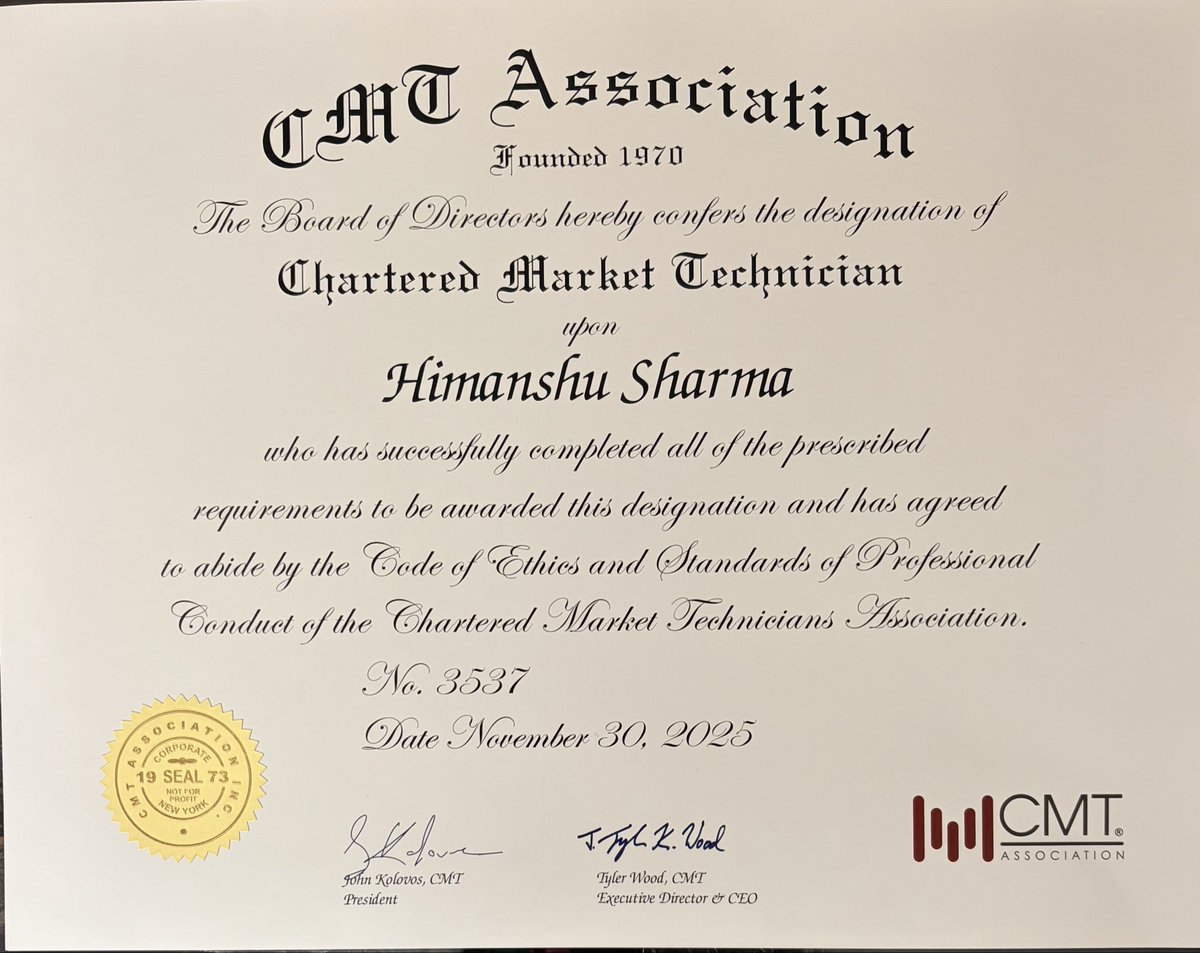 CMT Association
Founded 1970
The Board of Directors hereby confers the designation of
Chartered Market Technician
upon
Himanshu Sharma
who has successfully completed all of the prescribed
requirements to be awarded this designation and has agreed
to abide by the Code of Ethics and Standards of Professional
Conduct of the Chartered Market Technicians Association.
No. 3537
Date November 30, 2025
CMT ASSOCIATION INC.
CORPORATE
19 SEAL 73
NOT FOR
PROFIT
NEW YORK
J. Tyler K. Wood
John Kolovos, CMT
President
Tyler Wood, CMT
Executive Director & CEO
CMT®
ASSOCIATION